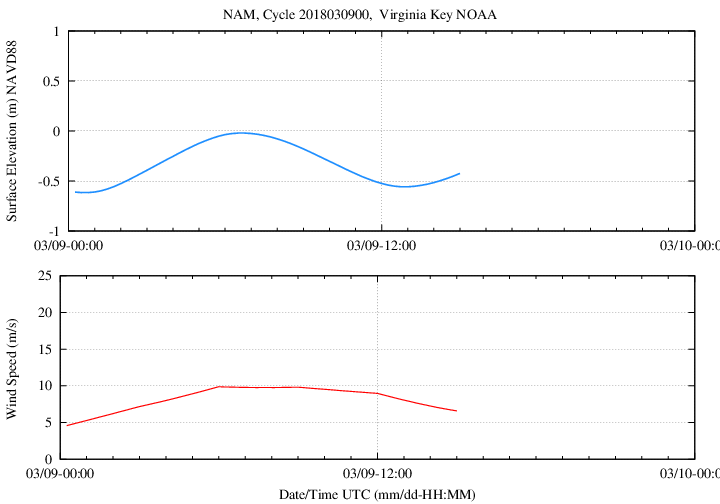 NAM, Cycle 2018030900,  Virginia Key NOAA
Surface Elevation (m) NAVD88
1
0.5
0
-0.5
-1
03/09-00:00 03/09-12:00 03/10-00:0
Wind Speed (m/s)
25
20
15
10
5
0
03/09-00:00 03/09-12:00 03/10-00:0
Date/Time UTC (mm/dd-HH:MM)